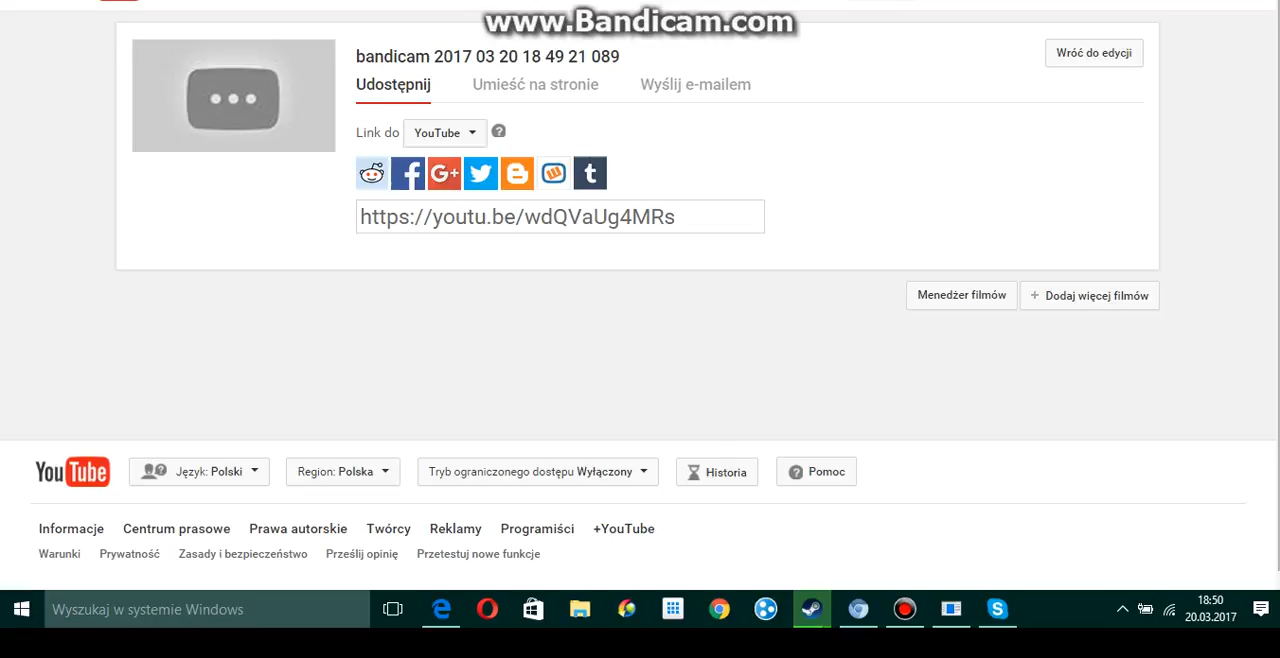 www.Bandicam.com
bandicam 2017 03 20 18 49 21 089
Wróć do edycji
Udostępnij Umieść na stronie Wyślij e-mailem
Link do YouTube ?
f G+ B t
https://youtu.be/wdQVaUg4MRs
Menedżer filmów + Dodaj więcej filmów
YouTube Język: Polski Region: Polska Tryb ograniczonego dostępu Wyłączony Historia ? Pomoc
Informacje Centrum prasowe Prawa autorskie Twórcy Reklamy Programiści +YouTube
Warunki Prywatność Zasady i bezpieczeństwo Prześlij opinię Przetestuj nowe funkcje
Wyszukaj w systemie Windows
18:50
20.03.2017